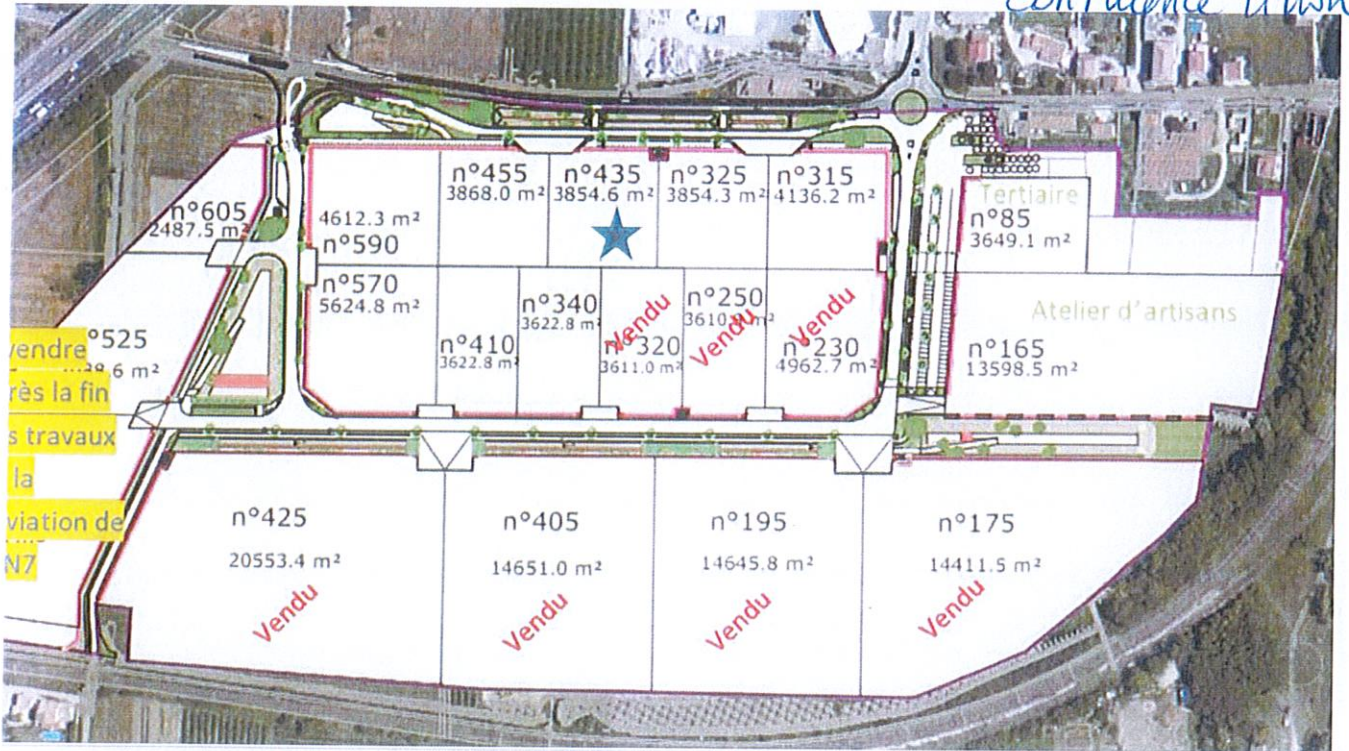 n°455
3868.0 m²
n°435
3854.6 m²
n°325
3854.3 m²
n°315
4136.2 m²
Tertiaire
n°85
3649.1 m²
n°605
2487.5 m²
4612.3 m²
n°590
n°570
5624.8 m²
n°410
3622.8 m²
n°340
3622.8 m²
Vendu
n°320
3611.0 m²
n°250
Vendu
Vendu
n°230
4962.7 m²
Atelier d'artisans
n°165
13598.5 m²
vendre
n°525
rès la fin
s travaux
la
viation de
N7
n°425
20553.4 m²
Vendu
n°405
14651.0 m²
Vendu
n°195
14645.8 m²
Vendu
n°175
14411.5 m²
Vendu